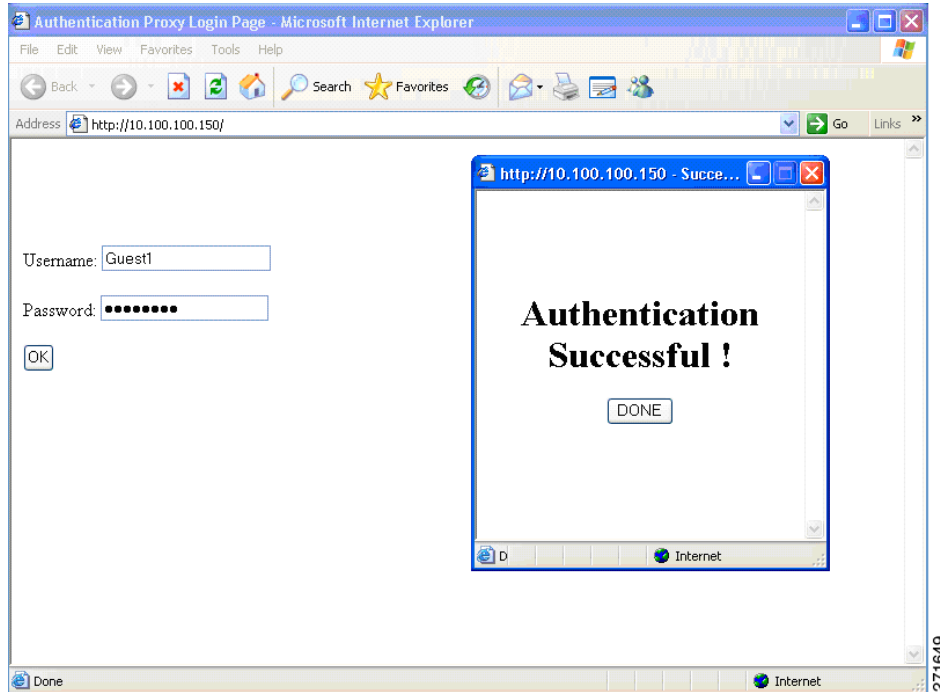 Authentication Proxy Login Page - Microsoft Internet Explorer
File Edit View Favorites Tools Help
Back Search Favorites
Address http://10.100.100.150/ Go Links »
http://10.100.100.150 - Succe...
Username: Guest1
Password: ●●●●●●●●
OK
Authentication
Successful !
DONE
D Internet
Done Internet
271649